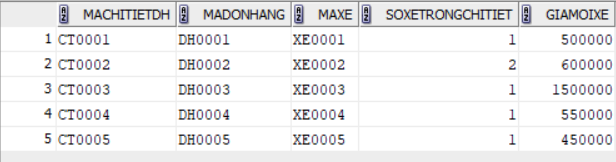 MACHITIETDH MADONHANG MAXE SOXETRONGCHITIET GIAMOIXE
1 CT0001 DH0001 XE0001 1 500000
2 CT0002 DH0002 XE0002 2 600000
3 CT0003 DH0003 XE0003 1 1500000
4 CT0004 DH0004 XE0004 1 550000
5 CT0005 DH0005 XE0005 1 450000